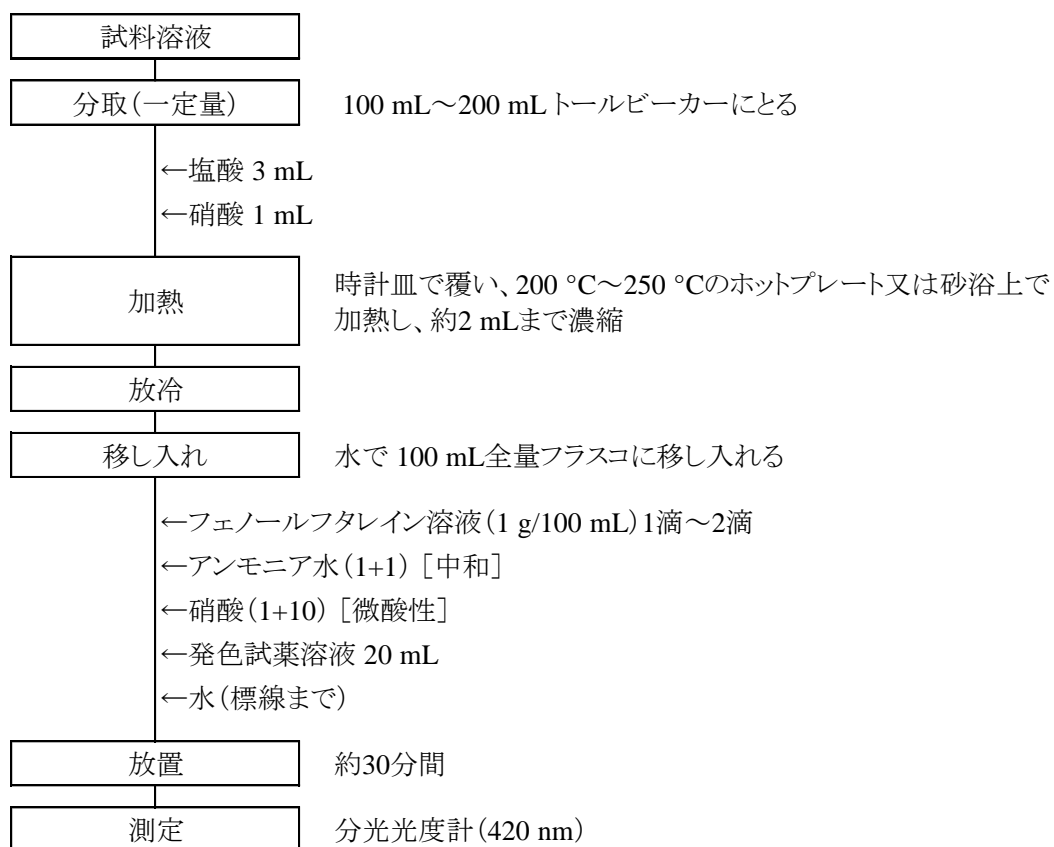 試料溶液
分取(一定量) 100 mL～200 mLトールビーカーにとる
←塩酸 3 mL
←硝酸 1 mL
加熱
時計皿で覆い、200 °C～250 °Cのホットプレート又は砂浴上で
加熱し、約2 mLまで濃縮
放冷
移し入れ 水で 100 mL全量フラスコに移し入れる
←フェノールフタレイン溶液(1 g/100 mL)1滴～2滴
←アンモニア水(1+1)[中和]
←硝酸(1+10)[微酸性]
←発色試薬溶液 20 mL
←水(標線まで)
放置 約30分間
測定 分光光度計(420 nm)